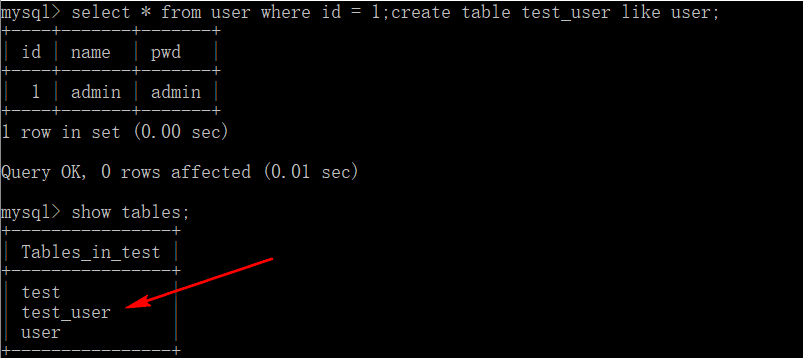 mysql> select * from user where id = 1;create table test_user like user;
+----+-------+-------+
| id | name  | pwd   |
+----+-------+-------+
|  1 | admin | admin |
+----+-------+-------+
1 row in set (0.00 sec)
Query OK, 0 rows affected (0.01 sec)
mysql> show tables;
+----------------+
| Tables_in_test |
+----------------+
| test           |
| test_user      |
| user           |
+----------------+